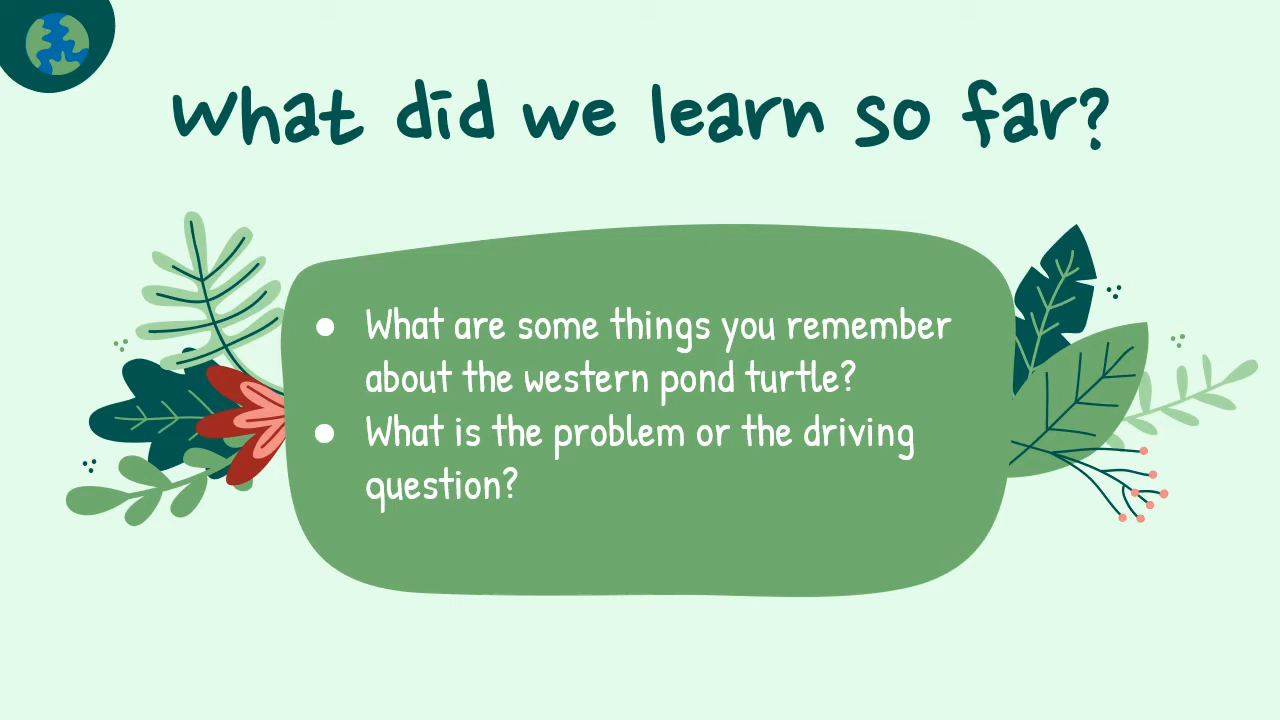 What did we learn so far?
● What are some things you remember
about the western pond turtle?
● What is the problem or the driving
question?